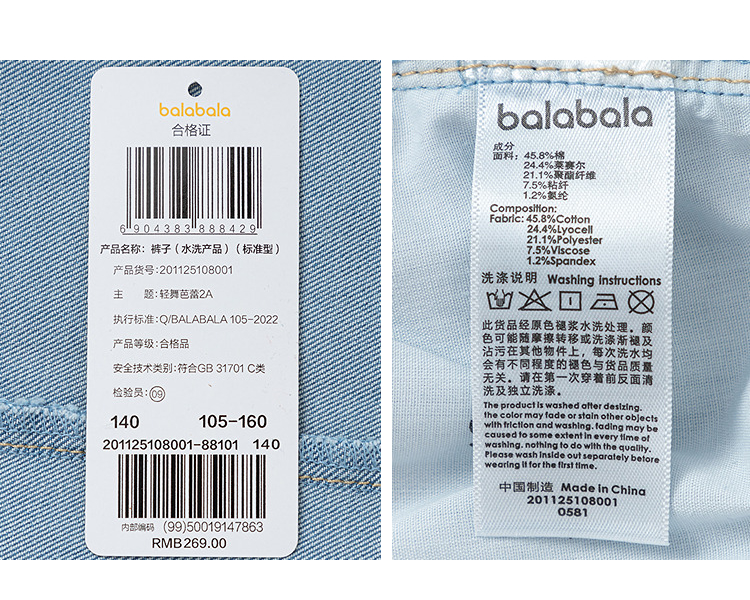 balabala
合格证
6904383888429
产品名称: 裤子（水洗产品）（标准型）
产品货号: 201125108001
主 题: 轻舞芭蕾2A
执行标准: Q/BALABALA 105-2022
产品等级: 合格品
安全技术类别: 符合GB 31701 C类
检验员: 09
140 105-160
201125108001-88101 140
内部编码 (99)50019147863
RMB269.00
balabala
成分
面料: 45.8%棉
24.4%莱赛尔
21.1%聚酯纤维
7.5%粘纤
1.2%氨纶
Composition:
Fabric: 45.8%Cotton
24.4%Lyocell
21.1%Polyester
7.5%Viscose
1.2%Spandex
洗涤说明 Washing instructions
此货品经原色褪浆水洗处理。颜
色可能随摩擦转移或洗涤渐褪及
沾污在其他物件上，每次洗水均
会有不同程度的褪色与货品质量
无关。请在第一次穿着前反面清
洗及独立洗涤。
The product is washed after desizing.
the color may fade or stain other objects
with friction and washing. fading may be
caused to some extent in every time of
washing. nothing to do with the quality.
Please wash inside out separately before
wearing it for the first time.
中国制造 Made in China
201125108001
0581